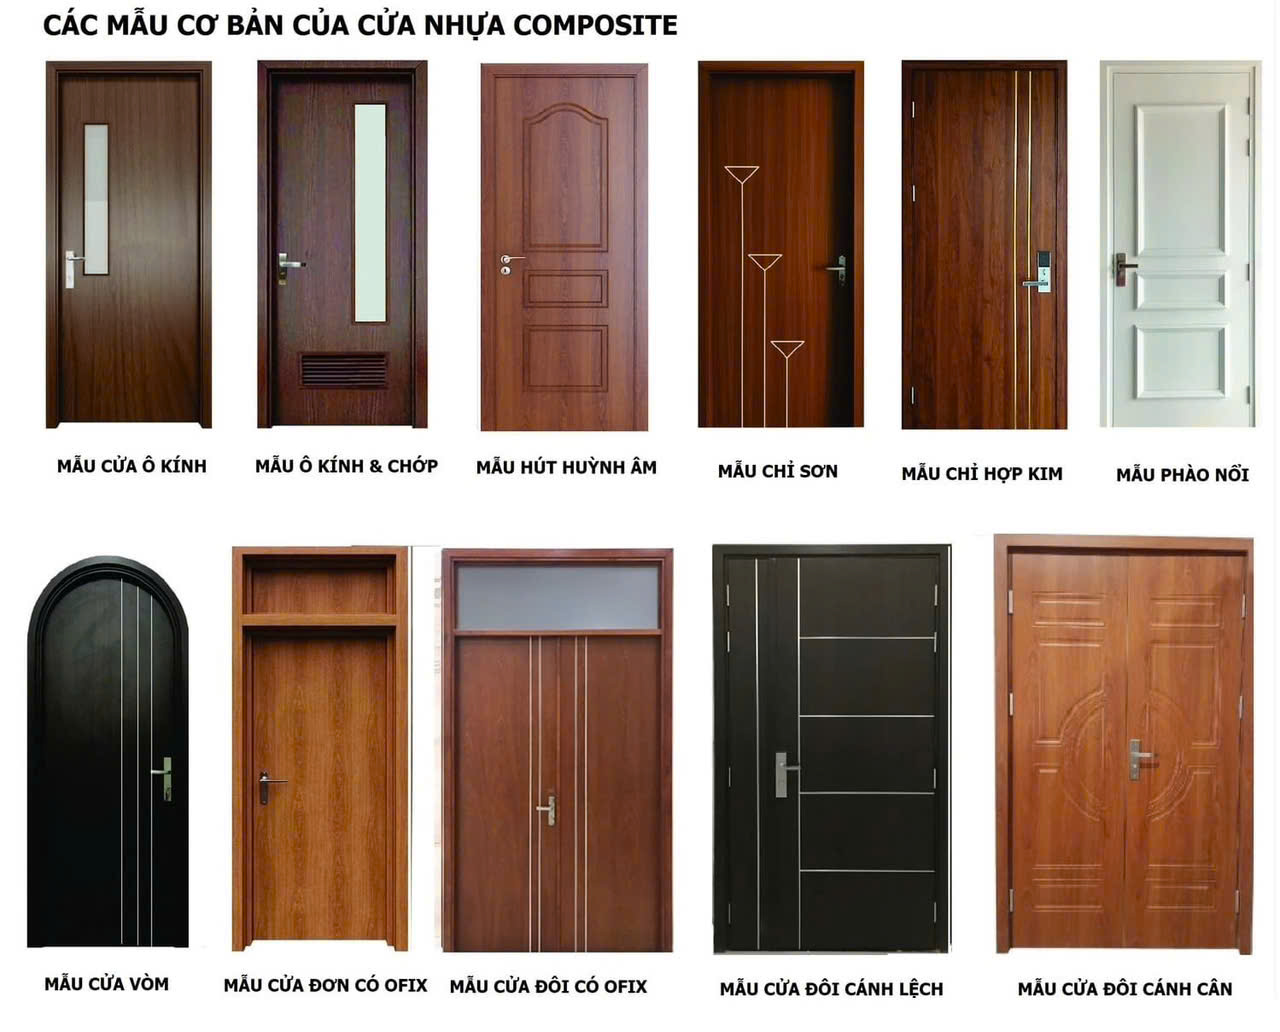 CÁC MẪU CƠ BẢN CỦA CỬA NHỰA COMPOSITE
MẪU CỬA Ô KÍNH
MẪU Ô KÍNH & CHỚP
MẪU HÚT HUỲNH ÂM
MẪU CHỈ SƠN
MẪU CHỈ HỢP KIM
MẪU PHÀO NỔI
MẪU CỬA VÒM
MẪU CỬA ĐƠN CÓ OFIX
MẪU CỬA ĐÔI CÓ OFIX
MẪU CỬA ĐÔI CÁNH LỆCH
MẪU CỬA ĐÔI CÁNH CÂN